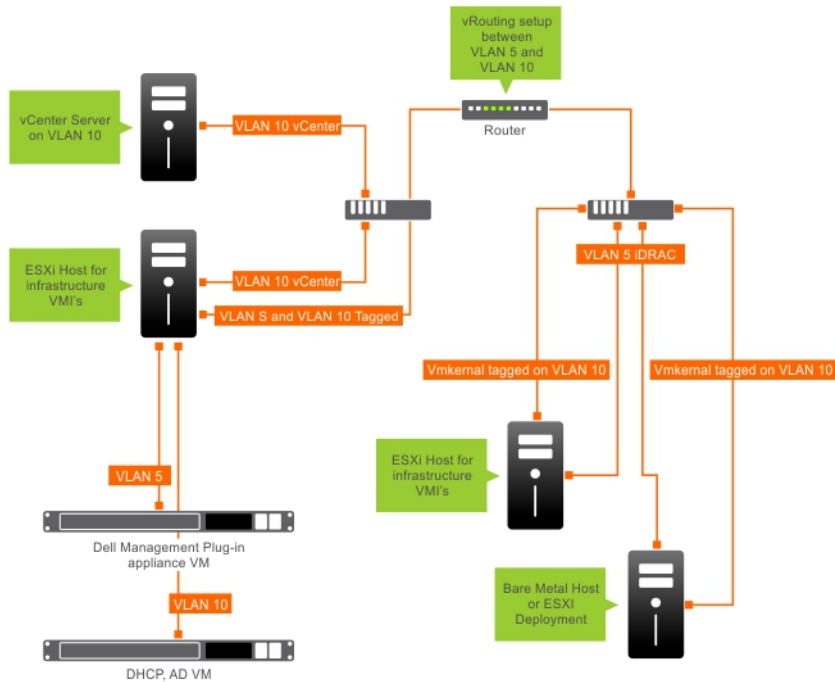 vRouting setup
between
VLAN 5 and
VLAN 10
Router
vCenter Server
on VLAN 10
VLAN 10 vCenter
ESXi Host for
infrastructure
VMI's
VLAN 10 vCenter
VLAN S and VLAN 10 Tagged
VLAN 5 iDRAC
Vmkernal tagged on VLAN 10
Vmkernal tagged on VLAN 10
ESXi Host for
infrastructure
VMI's
VLAN 5
Dell Management Plug-in
appliance VM
Bare Metal Host
or ESXI
Deployment
VLAN 10
DHCP, AD VM